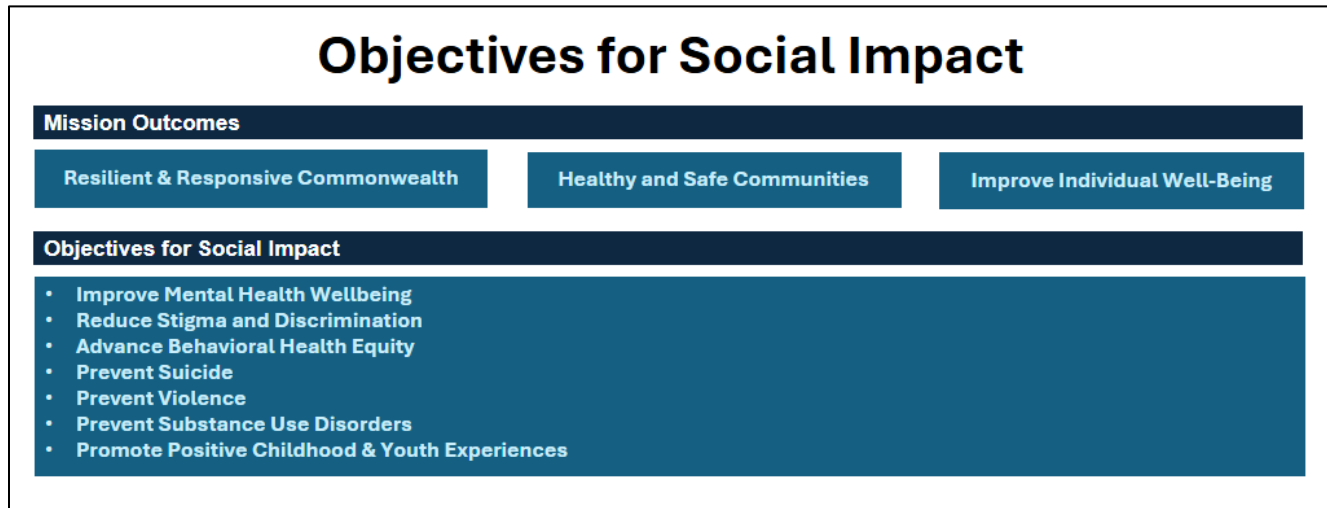 Objectives for Social Impact
Mission Outcomes
Resilient & Responsive Commonwealth
Healthy and Safe Communities
Improve Individual Well-Being
Objectives for Social Impact
• Improve Mental Health Wellbeing
• Reduce Stigma and Discrimination
• Advance Behavioral Health Equity
• Prevent Suicide
• Prevent Violence
• Prevent Substance Use Disorders
• Promote Positive Childhood & Youth Experiences